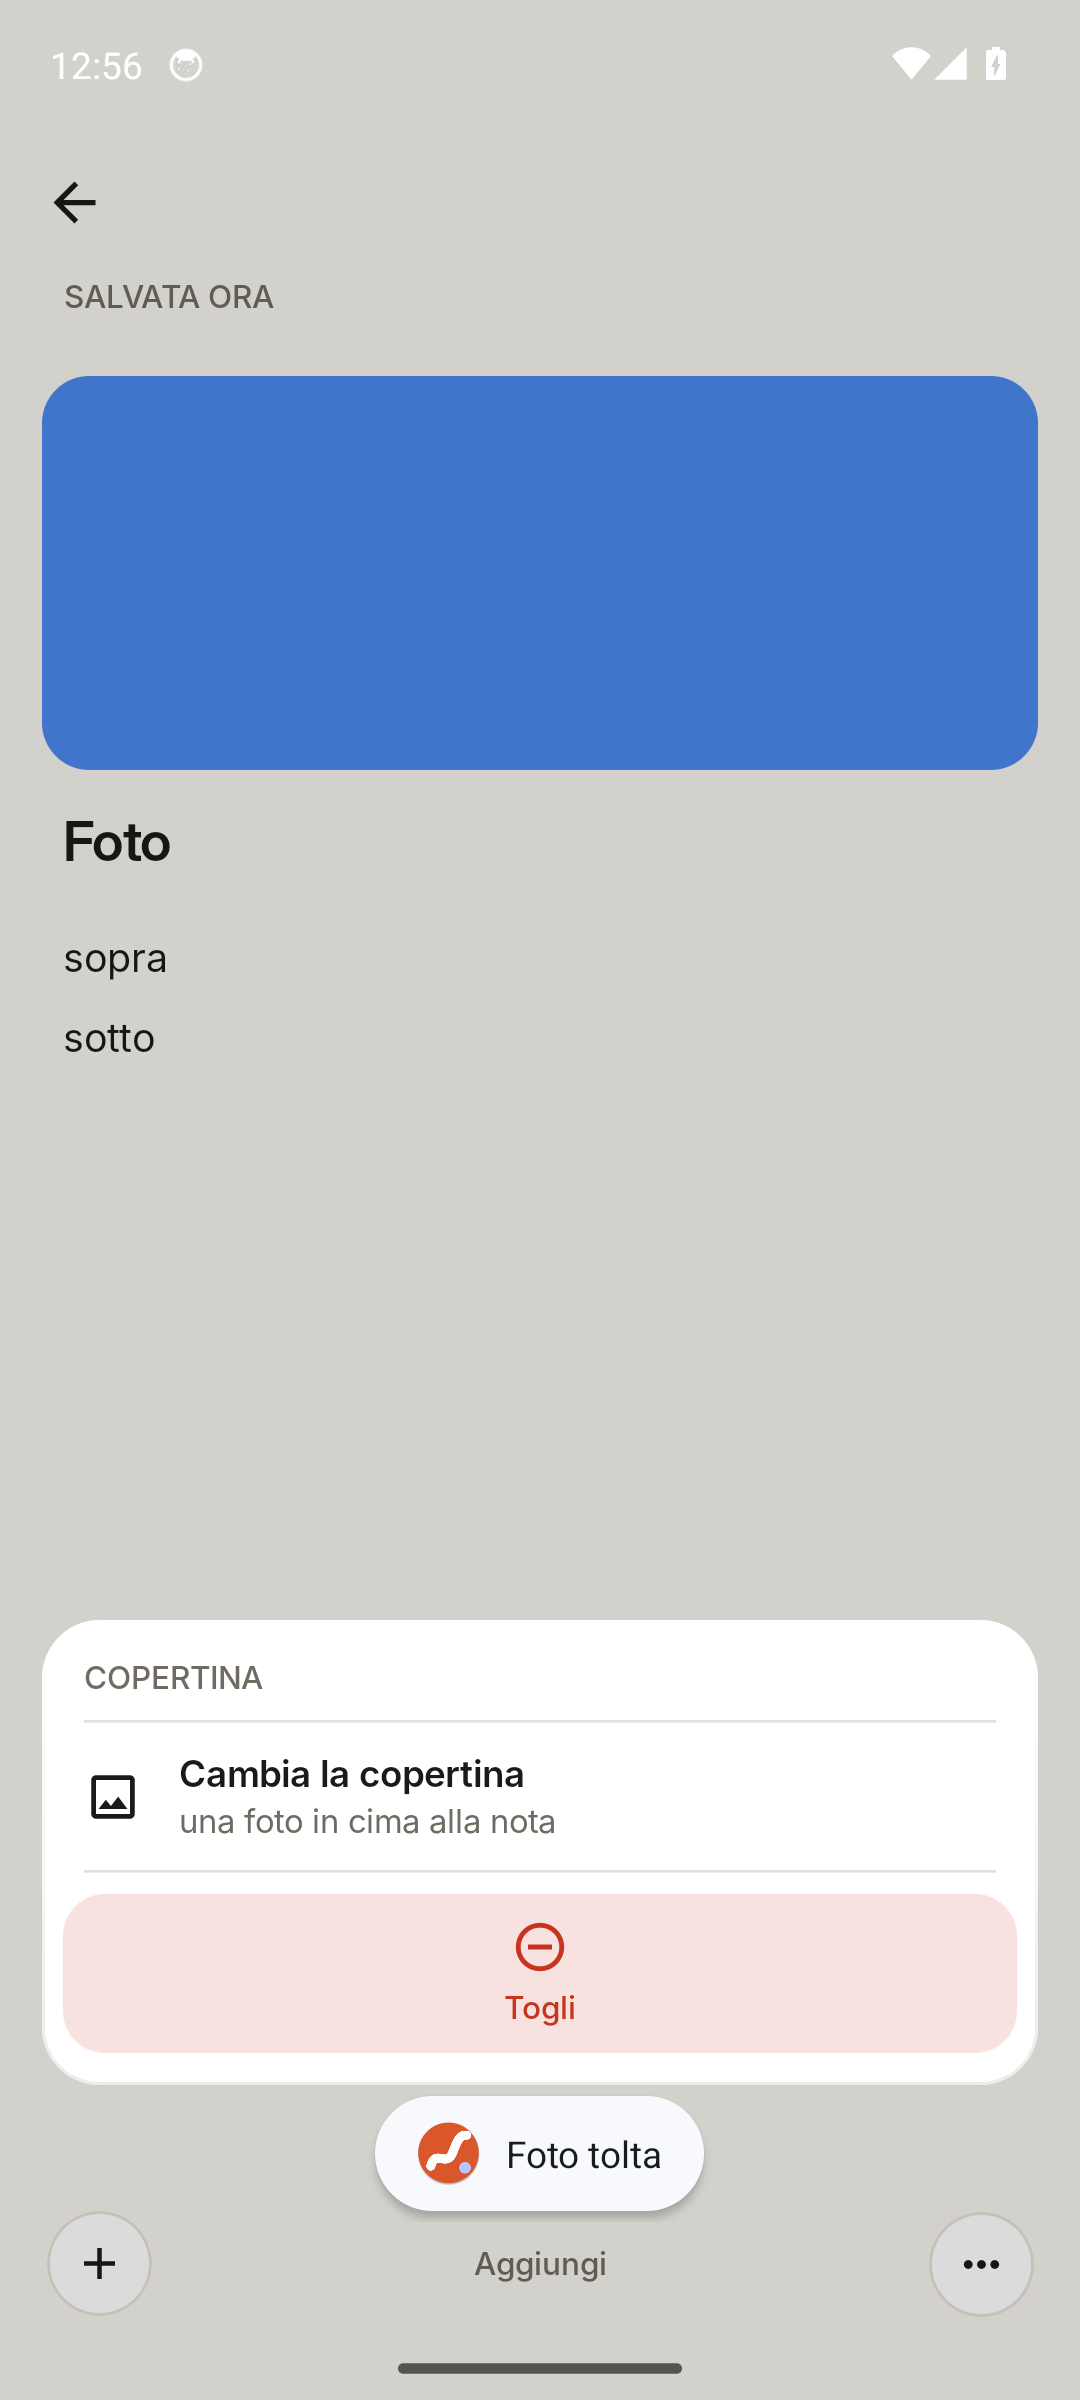 12:56
SALVATA ORA
Foto
sopra
sotto
COPERTINA
Cambia la copertina
una foto in cima alla nota
Togli
Foto tolta
Aggiungi